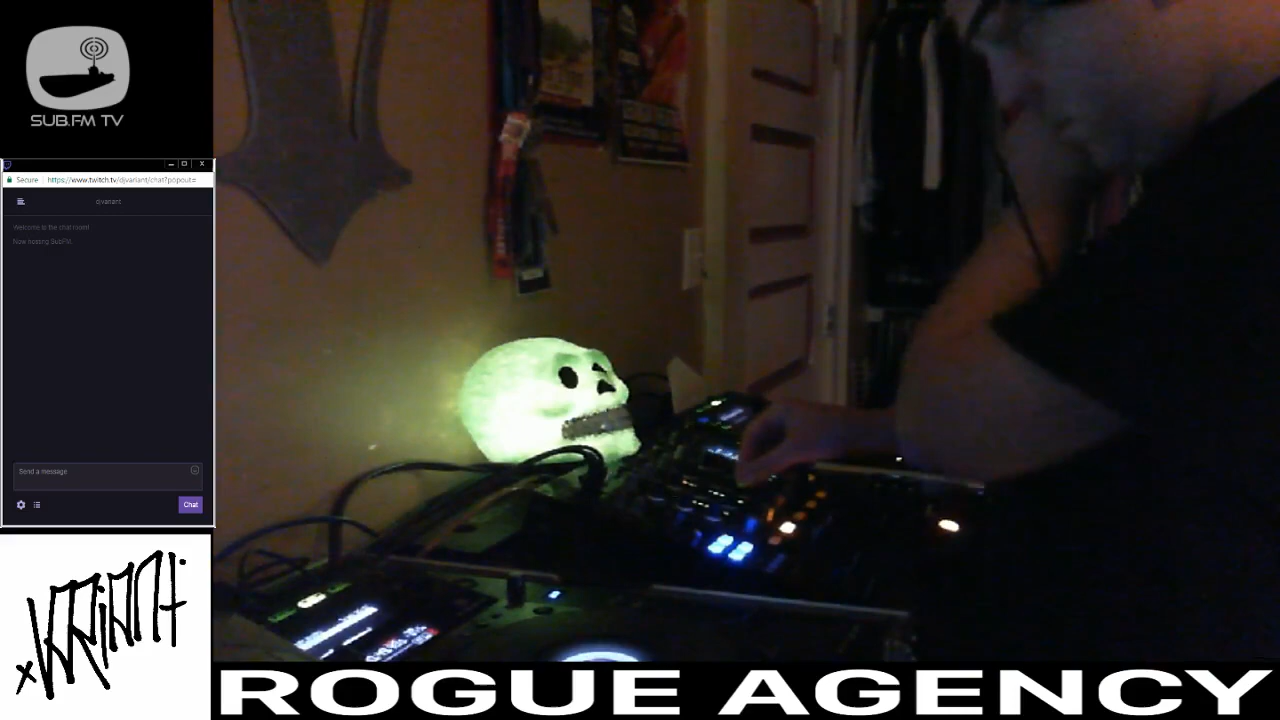 SUB.FM TV
Secure
https://www.twitch.tv/djvariant/chat?popout=
djvariant
Welcome to the chat room!
Now hosting SubFM.
Send a message
Chat
VARIANT
ROGUE AGENCY